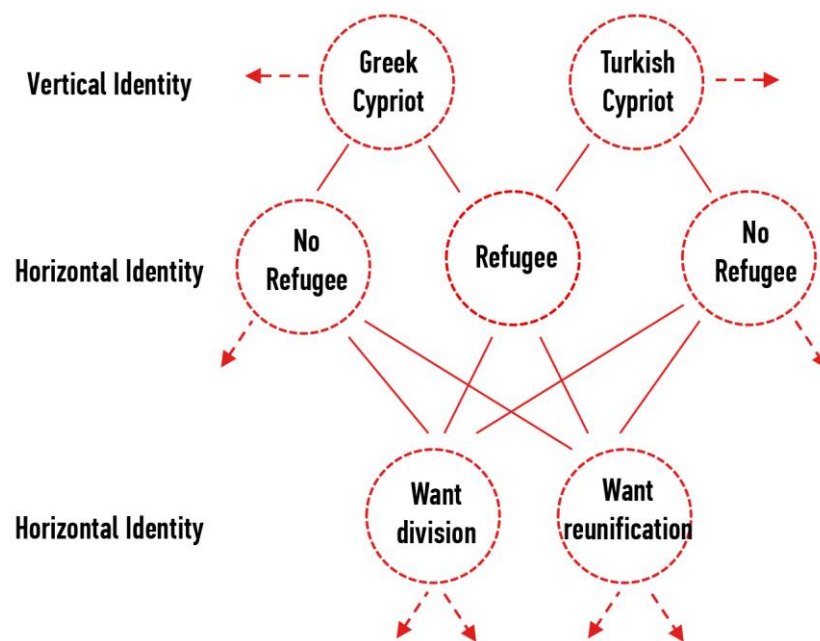 Vertical Identity
Greek
Cypriot
Turkish
Cypriot
Horizontal Identity
No
Refugee
Refugee
No
Refugee
Horizontal Identity
Want
division
Want
reunification